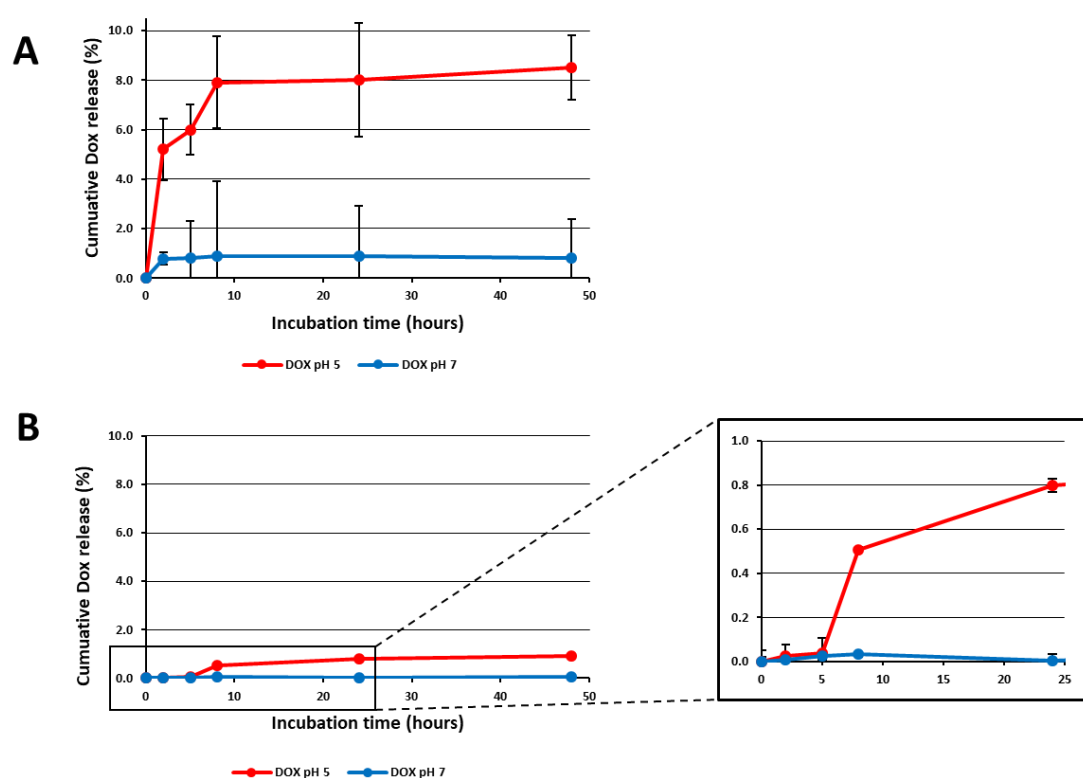 A
Cumuative Dox release (%)
10.0
8.0
6.0
4.0
2.0
0.0
0 10 20 30 40 50
Incubation time (hours)
DOX pH 5 DOX pH 7
B
Cumuative Dox release (%)
10.0
8.0
6.0
4.0
2.0
0.0
0 10 20 30 40 50
Incubation time (hours)
DOX pH 5 DOX pH 7
1.0
0.8
0.6
0.4
0.2
0.0
0 5 10 15 20 25